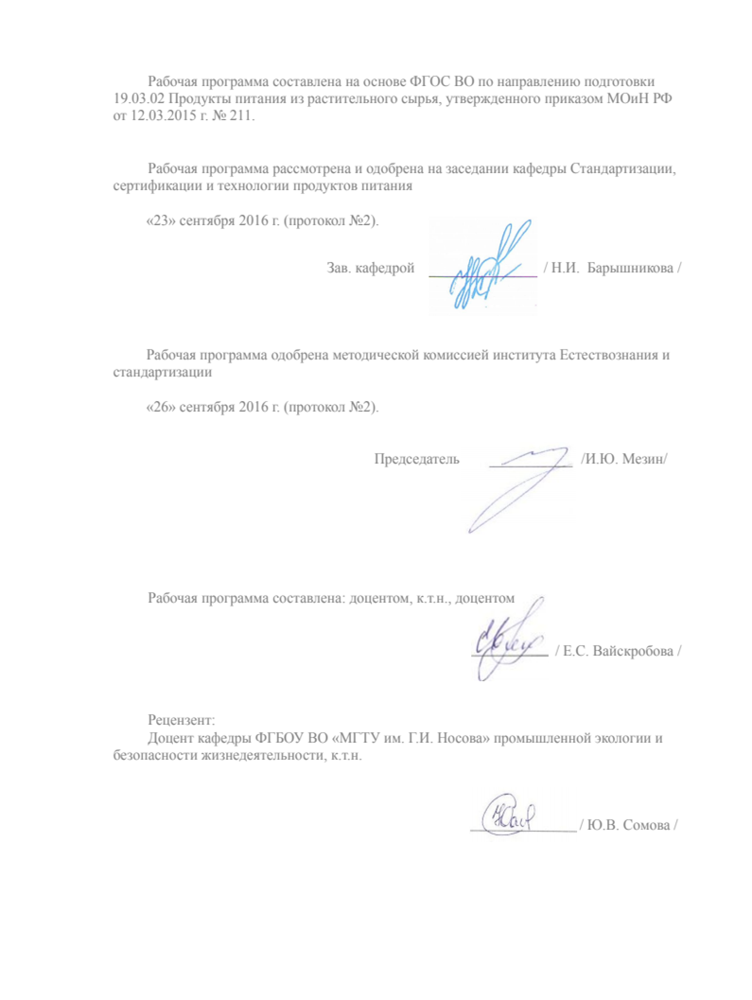 Рабочая программа составлена на основе ФГОС ВО по направлению подготовки
19.03.02 Продукты питания из растительного сырья, утвержденного приказом МОиН РФ
от 12.03.2015 г. № 211.
Рабочая программа рассмотрена и одобрена на заседании кафедры Стандартизации,
сертификации и технологии продуктов питания
«23» сентября 2016 г. (протокол №2).
Зав. кафедрой / Н.И. Барышникова /
Рабочая программа одобрена методической комиссией института Естествознания и
стандартизации
«26» сентября 2016 г. (протокол №2).
Председатель /И.Ю. Мезин/
Рабочая программа составлена: доцентом, к.т.н., доцентом
/ Е.С. Вайскробова /
Рецензент:
Доцент кафедры ФГБОУ ВО «МГТУ им. Г.И. Носова» промышленной экологии и
безопасности жизнедеятельности, к.т.н.
/ Ю.В. Сомова /